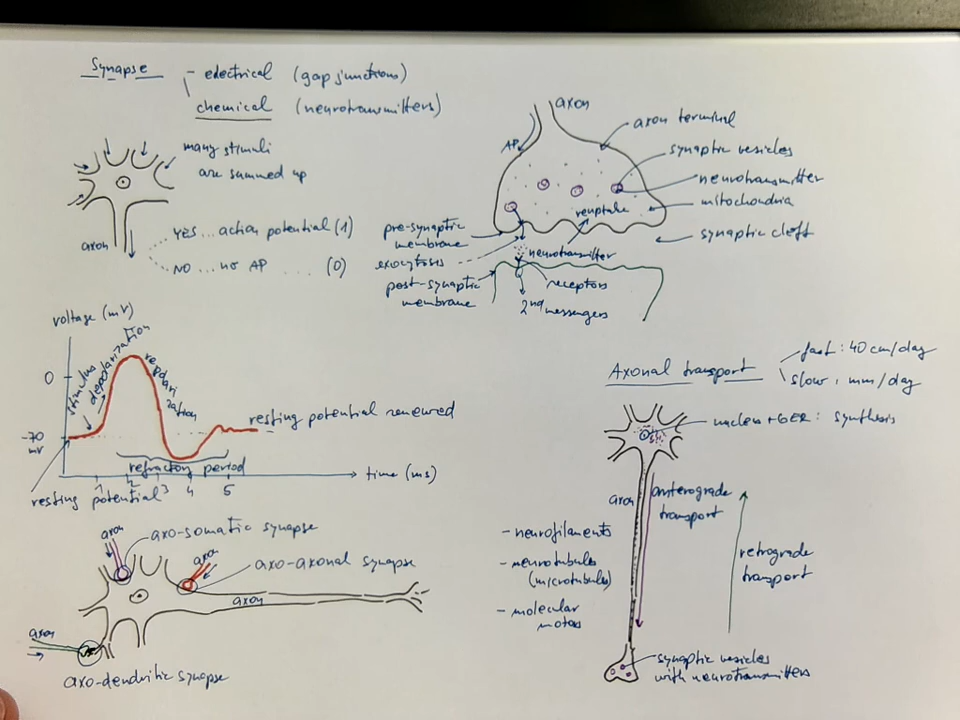 Synapse - electrical (gap junctions)
chemical (neurotransmitters)
many stimuli
are summed up
axon
YES ... action potential (1)
NO ... no AP ... (0)
axon
AP
axon terminal
synaptic vesicles
neurotransmitter
mitochondria
reuptake
synaptic cleft
pre-synaptic
membrane
exocytosis
neurotransmitter
post-synaptic
membrane
receptors
2nd messengers
voltage (mV)
0
-70
mV
stimulus
depolarization
repolari
zation
resting potential renewed
refractory period
time (ms)
1 2 3 4 5
resting potential
Axonal transport
fast: 40 cm/day
slow: mm/day
nucleus + GER: synthesis
axon
anterograde
transport
retrograde
transport
- neurofilaments
- neurotubules
(microtubules)
- molecular
motors
synaptic vesicles
with neurotransmitters
axon
axo-somatic synapse
axon
axo-axonal synapse
axon
axon
axo-dendritic synapse